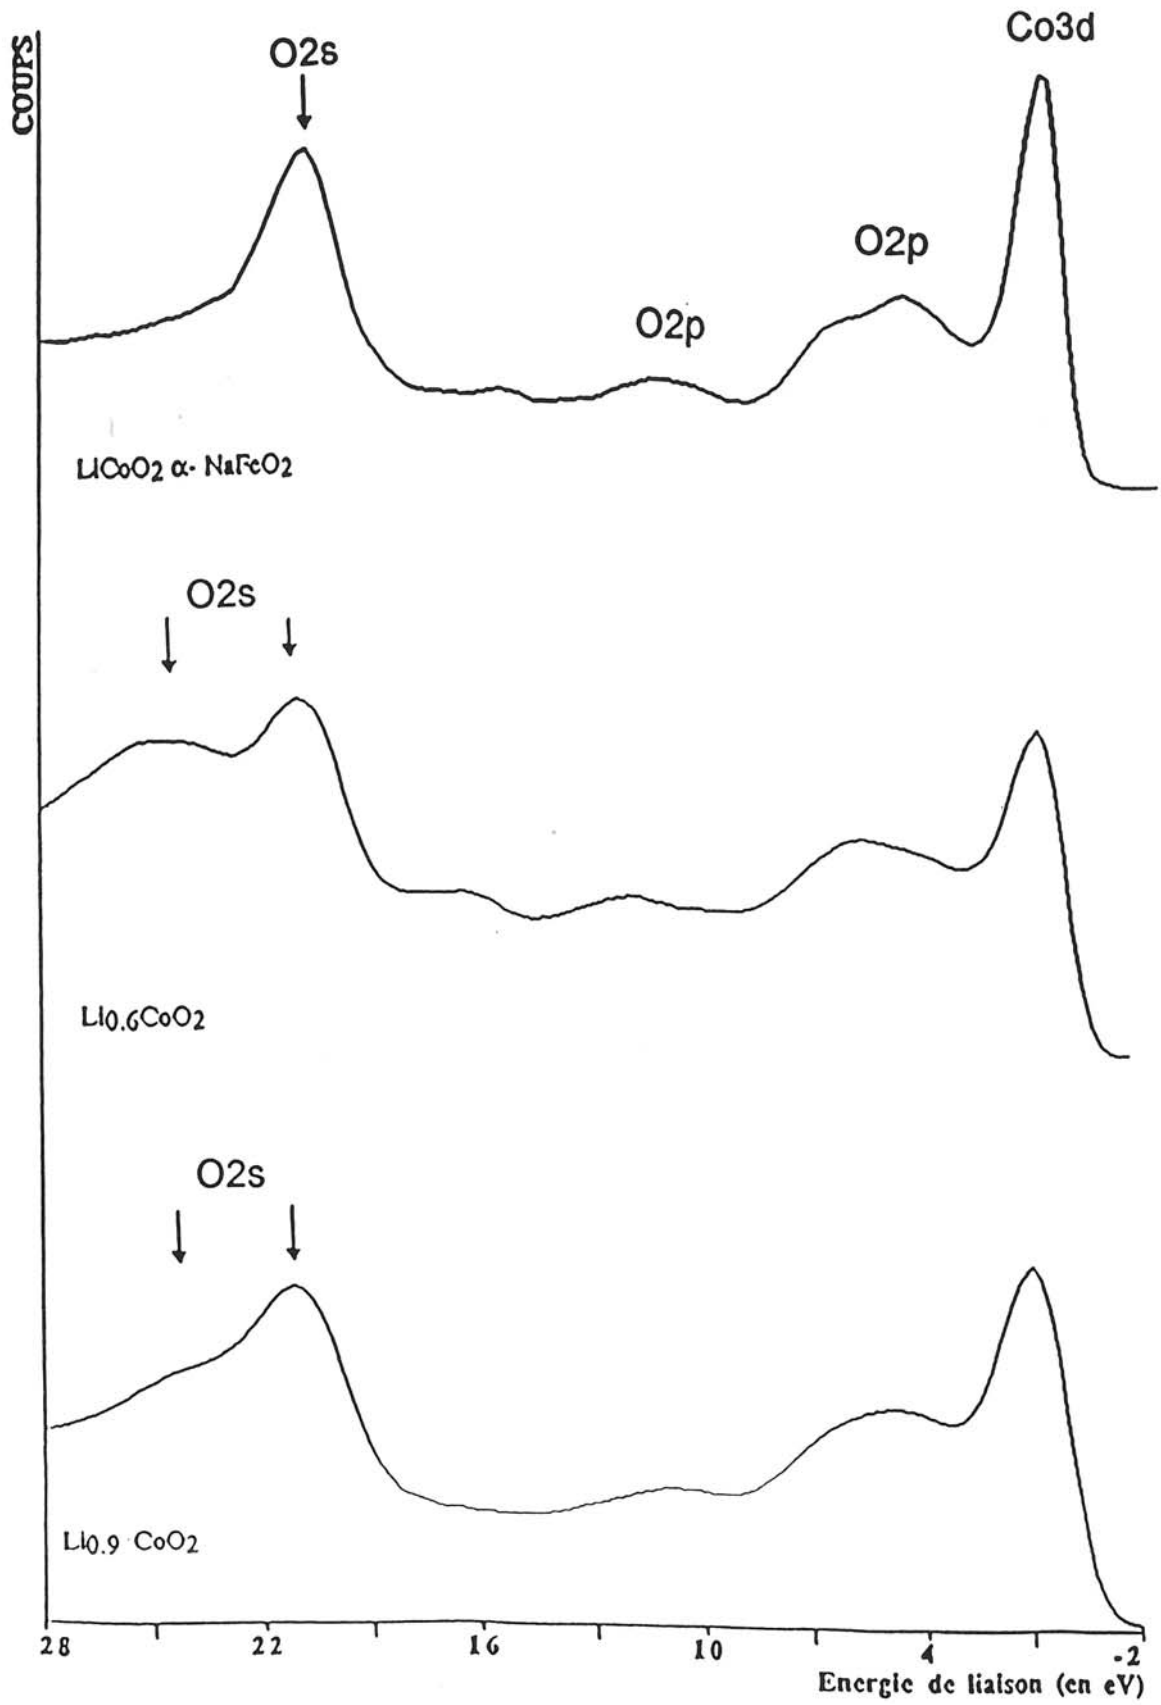 COUPS
O2s
Co3d
O2p
O2p
LiCoO2 α- NaFeO2
O2s
Li0.6CoO2
O2s
Li0.9 CoO2
28 22 16 10 4 -2
Energie de liaison (en eV)